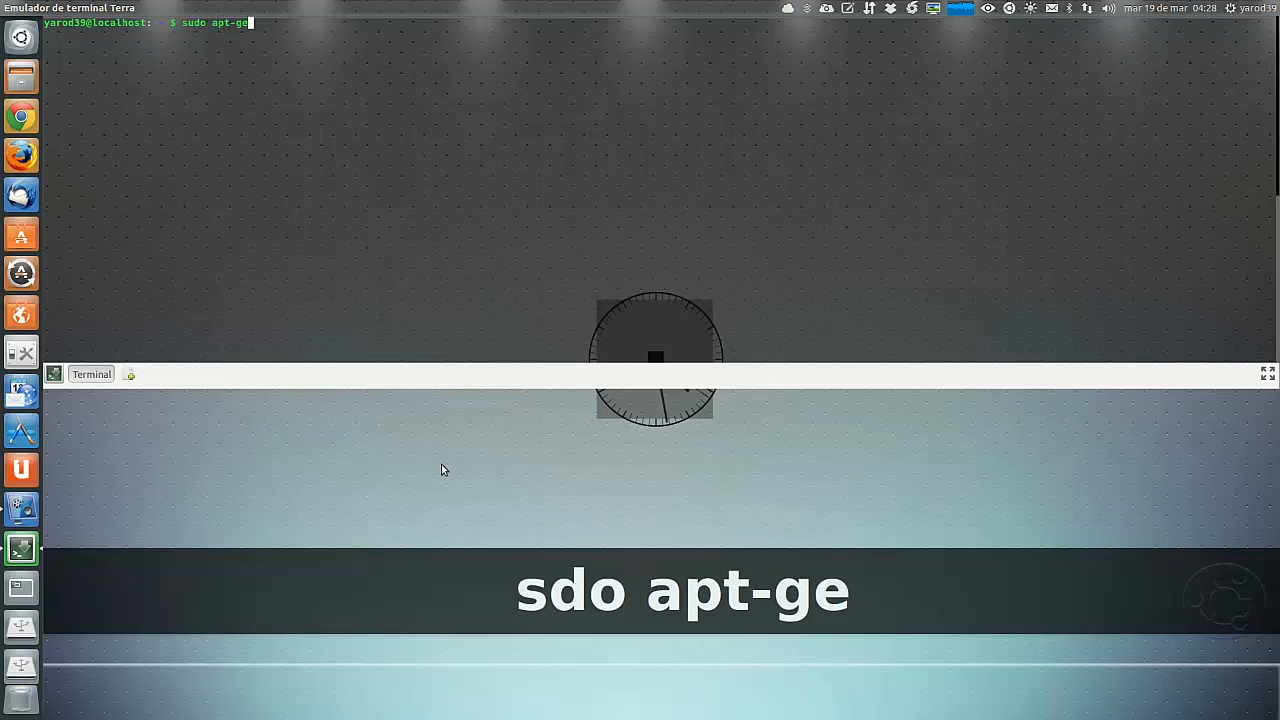 Emulador de terminal Terra
mar 19 de mar 04:28 yarod39
yarod39@localhost: $ sudo apt-ge
Terminal
sdo apt-ge